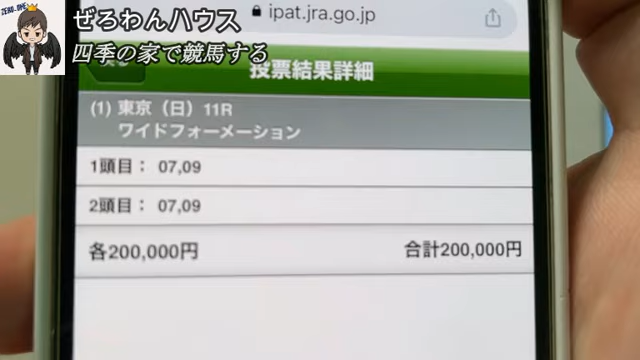 ZERO.ONE
ぜろわんハウス
四季の家で競馬する
ipat.jra.go.jp
投票結果詳細
(1) 東京（日）11R
ワイドフォーメーション
1頭目： 07,09
2頭目： 07,09
各200,000円
合計200,000円